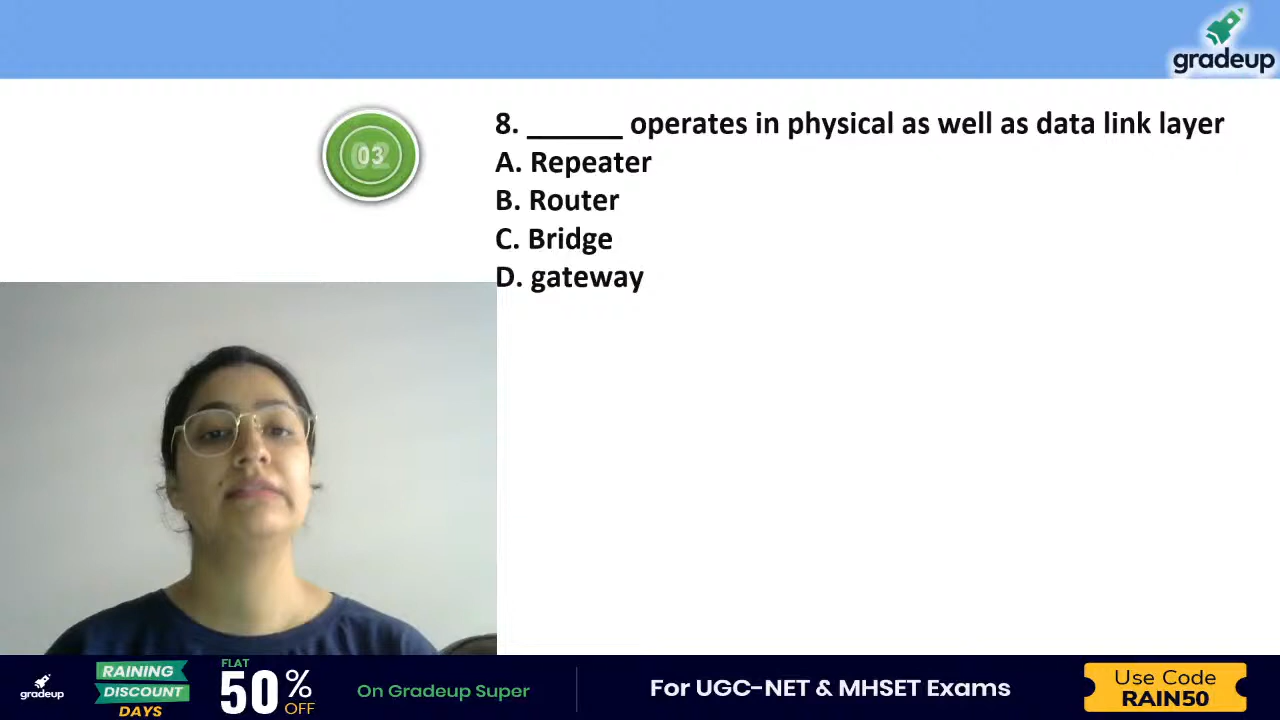 gradeup
03
8. ______ operates in physical as well as data link layer
A. Repeater
B. Router
C. Bridge
D. gateway
gradeup
RAINING
DISCOUNT
DAYS
FLAT
50%
OFF
On Gradeup Super
For UGC-NET & MHSET Exams
Use Code
RAIN50